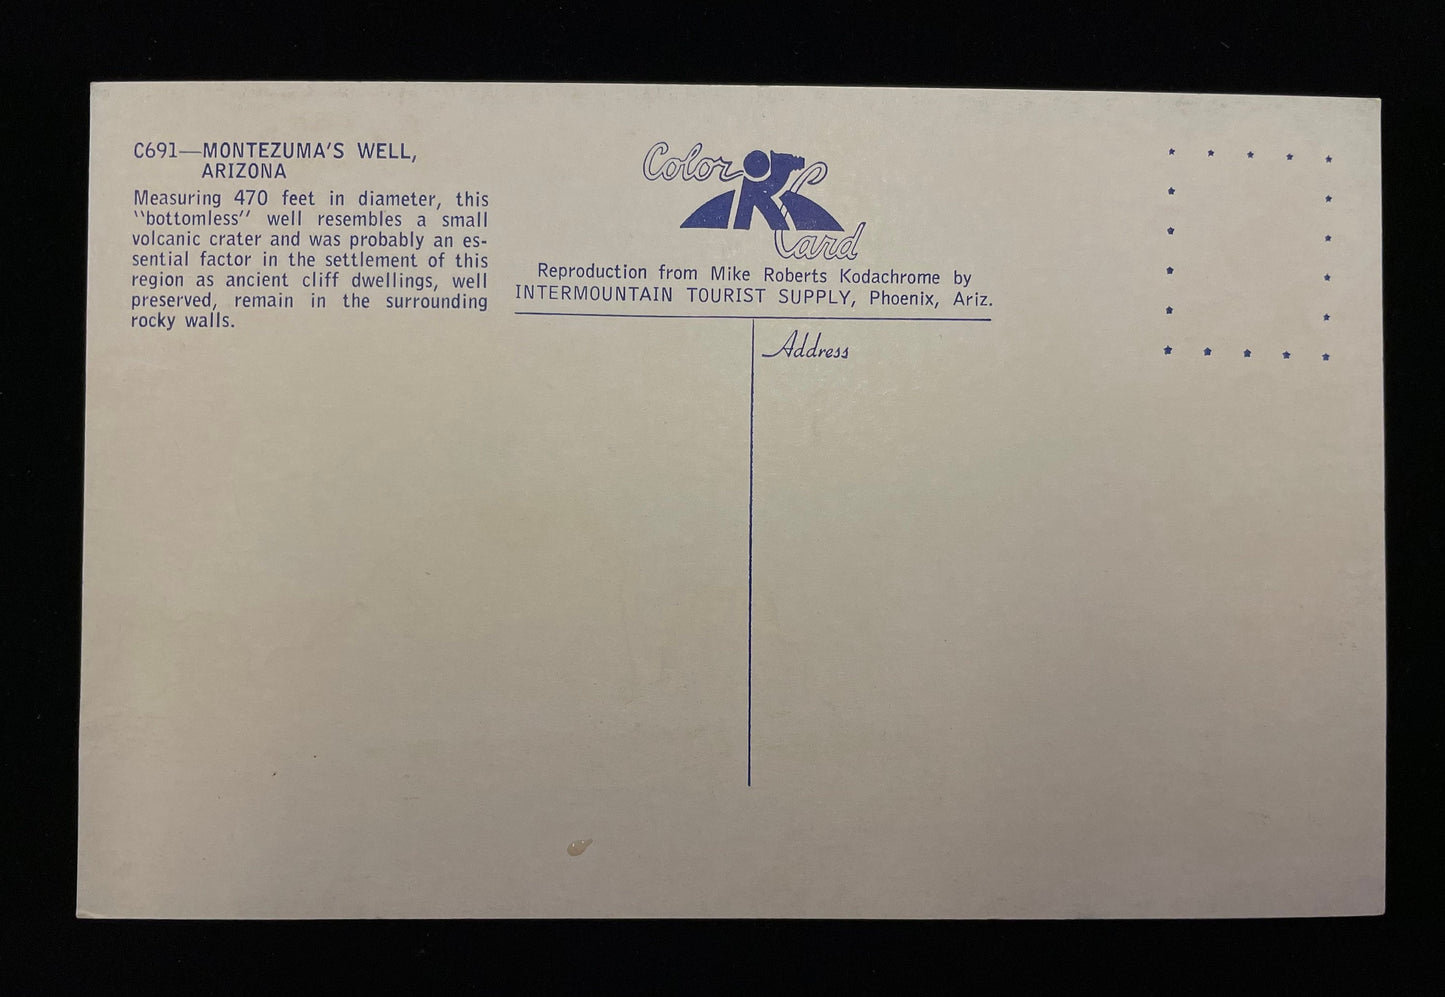 C691—MONTEZUMA'S WELL,
ARIZONA
Measuring 470 feet in diameter, this
"bottomless" well resembles a small
volcanic crater and was probably an es-
sential factor in the settlement of this
region as ancient cliff dwellings, well
preserved, remain in the surrounding
rocky walls.
Color
Card
Reproduction from Mike Roberts Kodachrome by
INTERMOUNTAIN TOURIST SUPPLY, Phoenix, Ariz.
Address